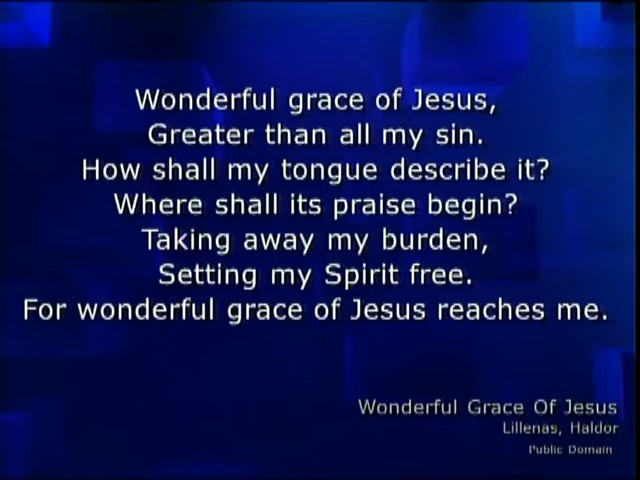 Wonderful grace of Jesus,
Greater than all my sin.
How shall my tongue describe it?
Where shall its praise begin?
Taking away my burden,
Setting my Spirit free.
For wonderful grace of Jesus reaches me.
Wonderful Grace Of Jesus
Lillenas, Haldor
Public Domain